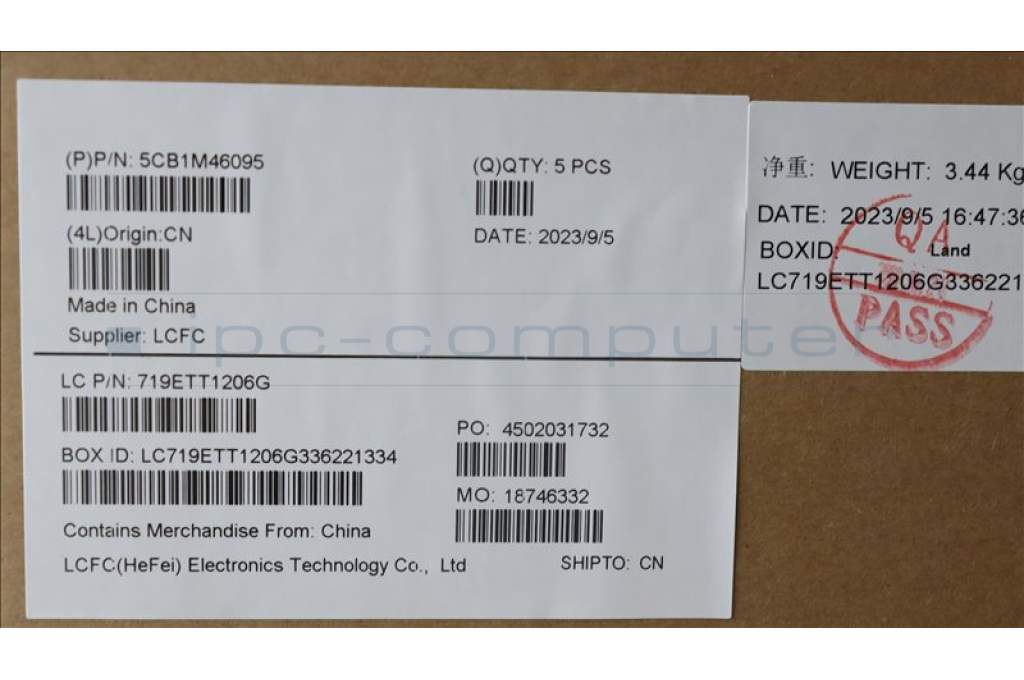 (P)P/N: 5CB1M46095
(Q)QTY: 5 PCS
(4L)Origin:CN
DATE: 2023/9/5
Made in China
Supplier: LCFC
LC P/N: 719ETT1206G
PO: 4502031732
BOX ID: LC719ETT1206G336221334
MO: 18746332
Contains Merchandise From: China
LCFC(HeFei) Electronics Technology Co., Ltd
SHIPTO: CN
净重: WEIGHT: 3.44 Kg
DATE: 2023/9/5 16:47:36
BOXID: Land
LC719ETT1206G336221
QA
PASS
ipc-computer